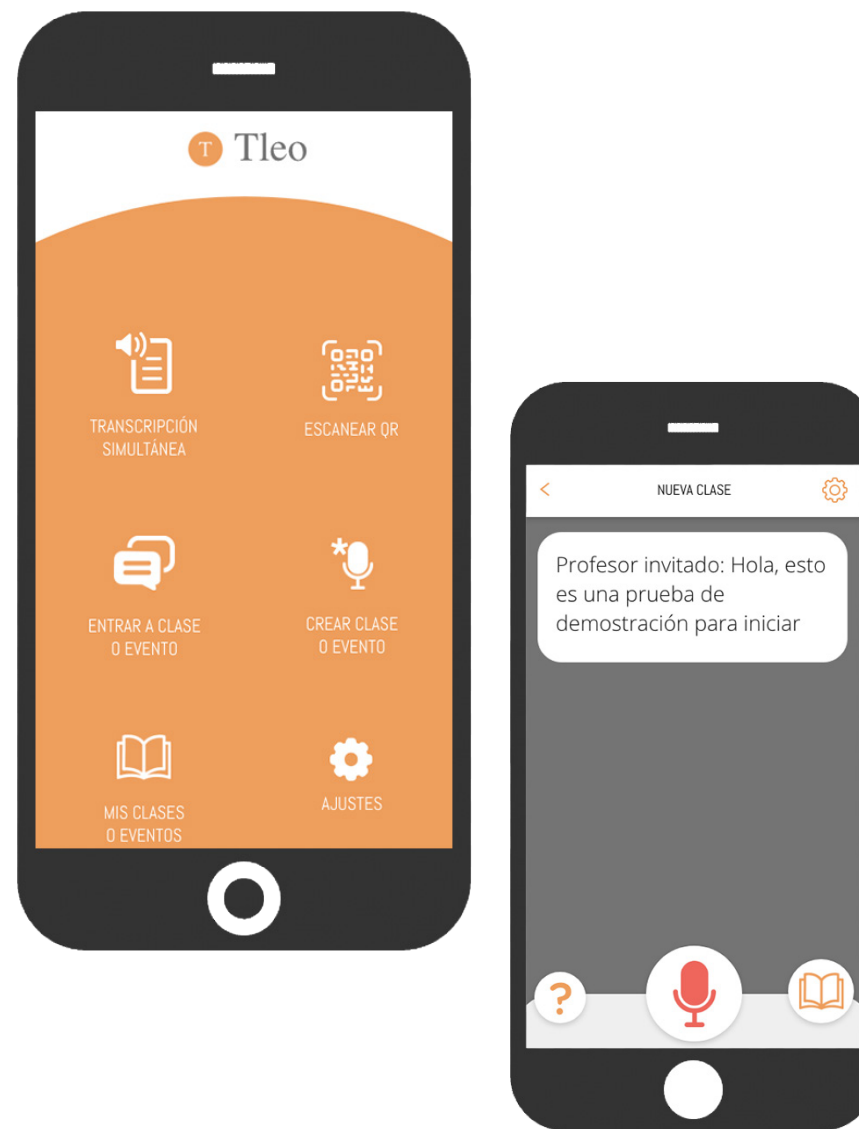 T Tleo
TRANSCRIPCIÓN
SIMULTÁNEA
ESCANEAR QR
ENTRAR A CLASE
O EVENTO
CREAR CLASE
O EVENTO
MIS CLASES
O EVENTOS
AJUSTES
NUEVA CLASE
Profesor invitado: Hola, esto
es una prueba de
demostración para iniciar
?